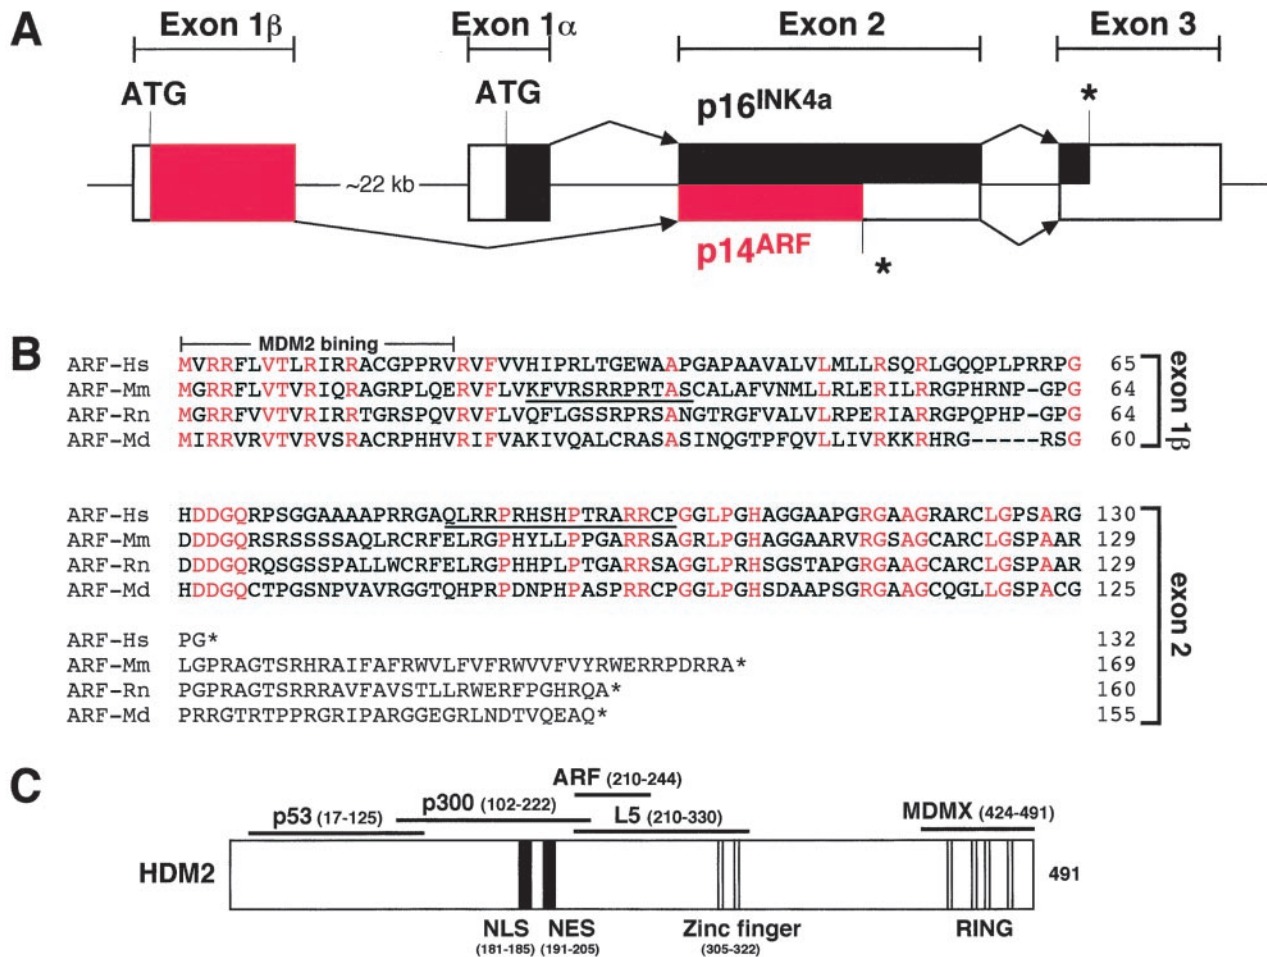 A
Exon 1β Exon 1α Exon 2 Exon 3
ATG ATG p16INK4a *
~22 kb
p14ARF *
B
MDM2 bining
ARF-Hs MVRRFLVTLRIRRACGPPRVRVFVVHIPRLTGEWAAPGAPAAVALVLMLLRSQRLGQQPLPRRPG 65
ARF-Mm MGRRFLVTVRIQRAGRPLQERVFLVKFVRSRRPRTASCALAFVNMLLRLERILRRGPHRNP-GPG 64
ARF-Rn MGRRFVVTVRIRRTGRSPQVRVFLVQFLGSSRPRSANGTRGFVALVLRPERIARRGPQPHP-GPG 64
ARF-Md MIRRVRVTVRVSRACRPHHVRIFVAKIVQALCRASASINQGTPFQVLLIVRKKRHRG-----RSG 60
exon 1β
ARF-Hs HDDGQRPSGGAAAAPRRGAQLRRPRHSHPTRARRCPGGLPGHAGGAAPGRGAAGRARCLGPSARG 130
ARF-Mm DDDGQRSRSSSSAQLRCRFELRGPHYLLPPGARRSAGRLPGHAGGAARVRGSAGCARCLGSPAAR 129
ARF-Rn DDDGQRQSGSSPALLWCRFELRGPHHPLPTGARRSAGGLPRHSGSTAPGRGAAGCARCLGSPAAR 129
ARF-Md HDDGQCTPGSNPVAVRGGTQHPRPDNPHPASPRRCPGGLPGHSDAAPSGRGAAGCQGLLGSPACG 125
ARF-Hs PG* 132
ARF-Mm LGPRAGTSRHRAIFAFRWVLFVFRWVVFVYRWERRPDRRA* 169
ARF-Rn PGPRAGTSRRRAVFAVSTLLRWERFPGHRQA* 160
ARF-Md PRRGTRTPPRGRIPARGGEGRLNDTVQEAQ* 155
exon 2
C
ARF (210-244)
p53 (17-125) p300 (102-222) L5 (210-330) MDMX (424-491)
HDM2 491
NLS NES Zinc finger RING
(181-185) (191-205) (305-322)